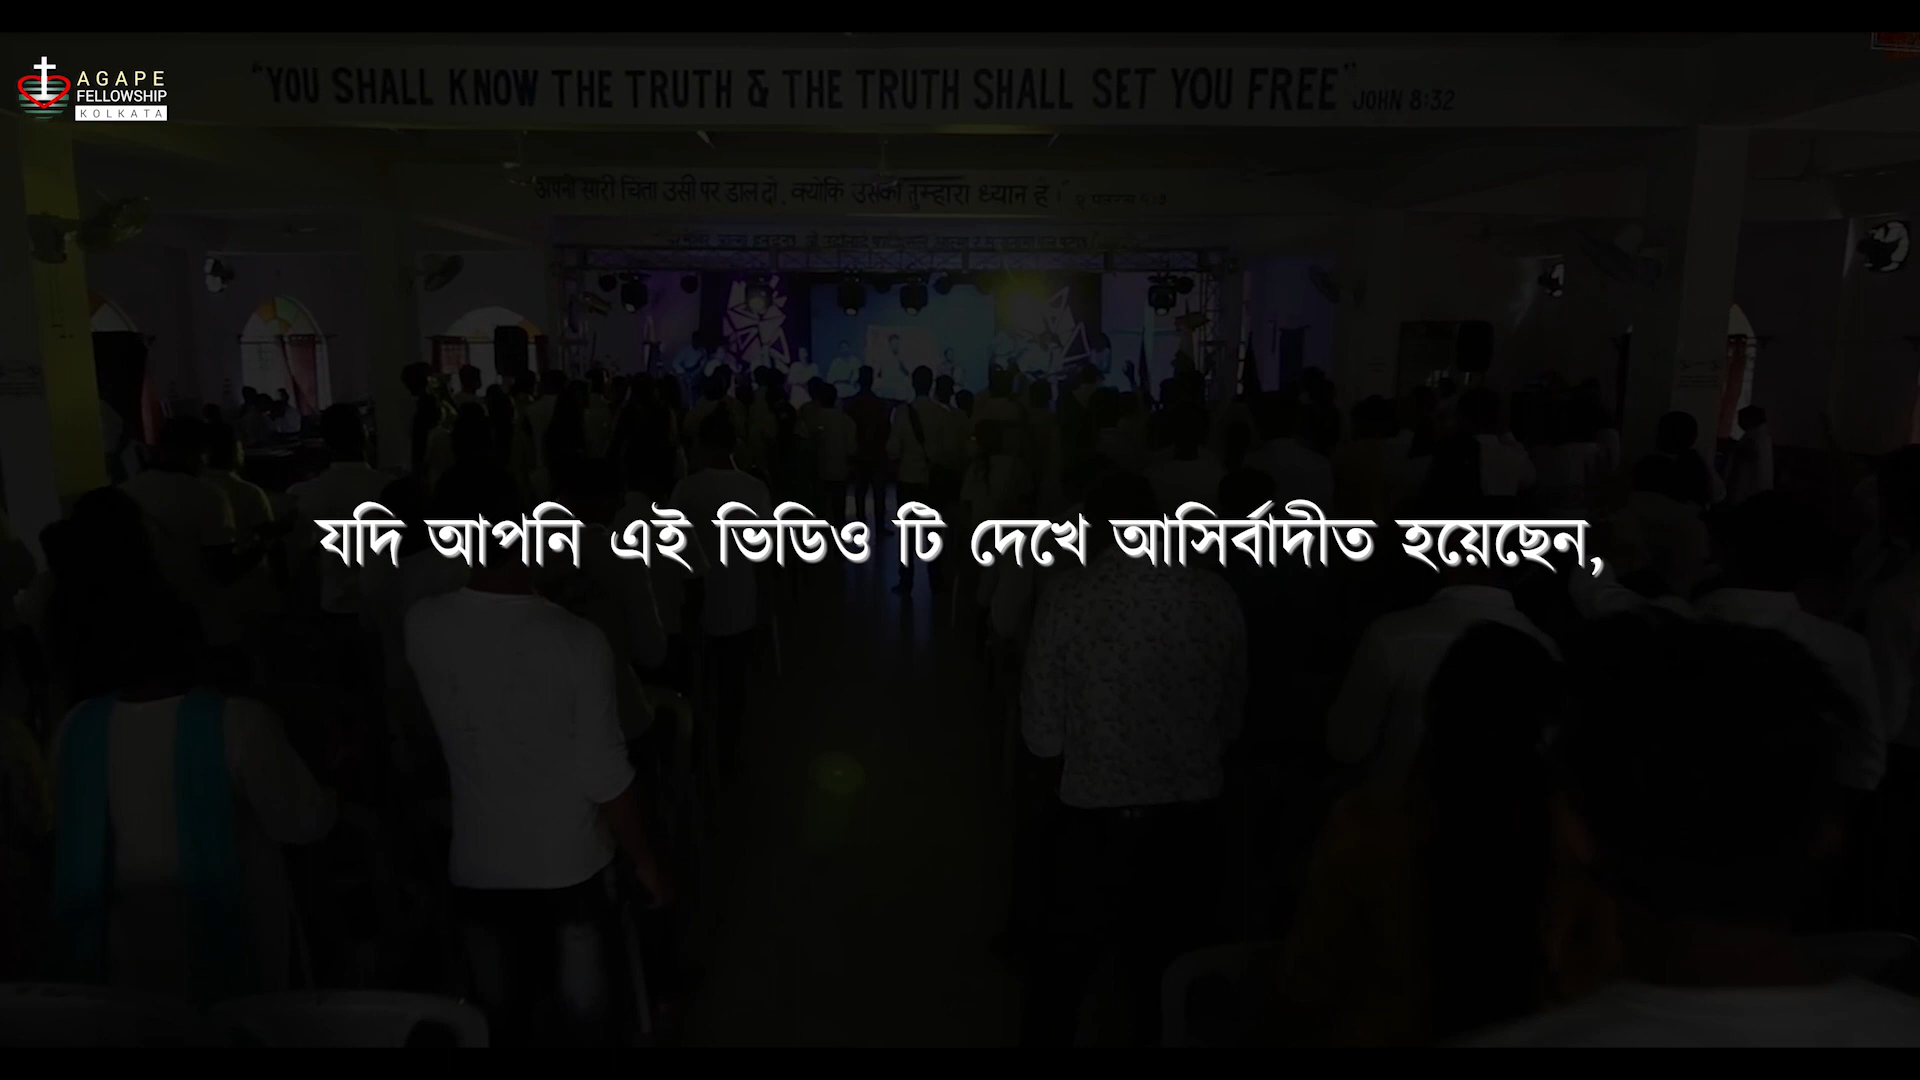 AGAPE
FELLOWSHIP
KOLKATA
"YOU SHALL KNOW THE TRUTH & THE TRUTH SHALL SET YOU FREE" JOHN 8:32
अपनी सारी चिंता उसी पर डाल दो, क्योंकि उसको तुम्हारा ध्यान है।"
যদি আপনি এই ভিডিও টি দেখে আসির্বাদীত হয়েছেন,